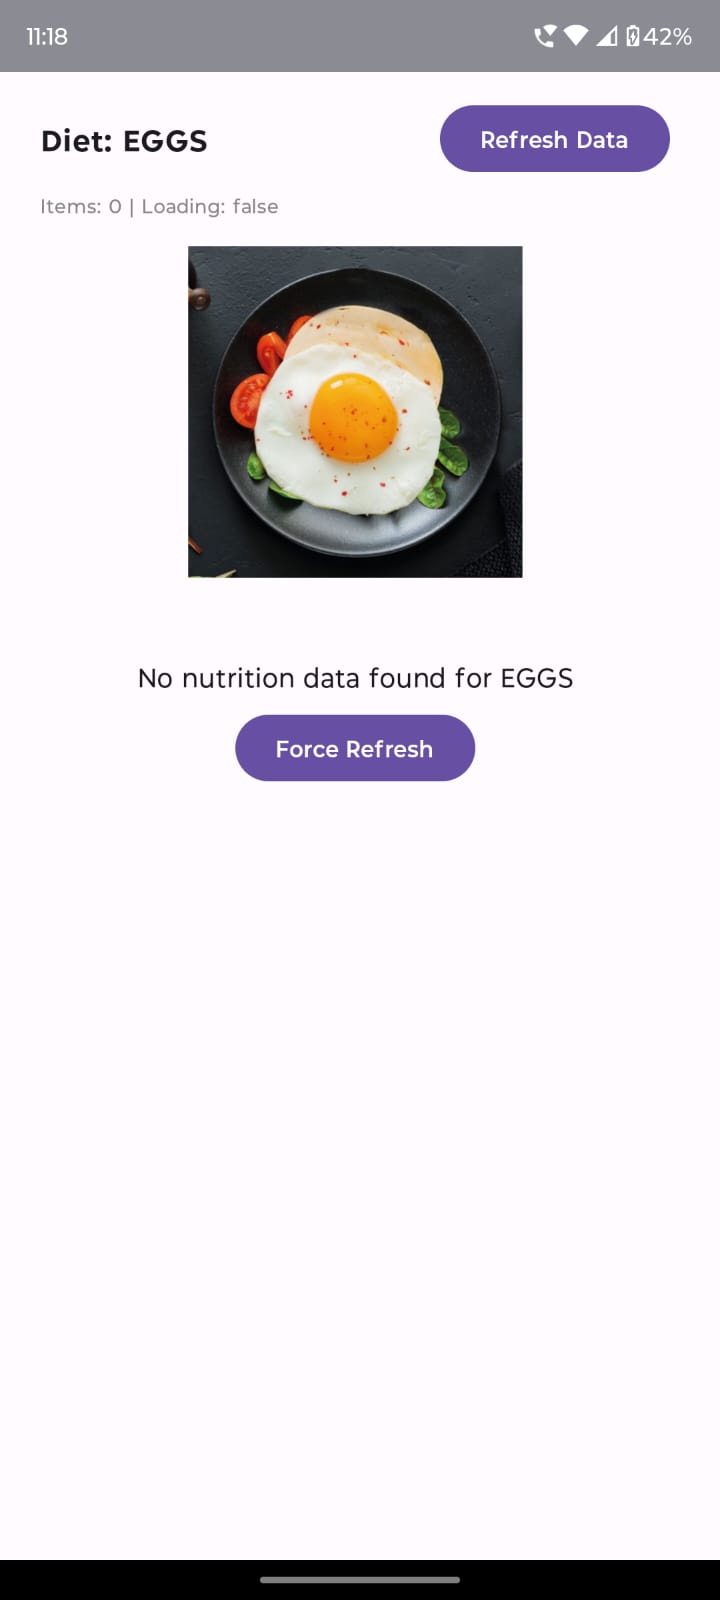 11:18
42%
Diet: EGGS
Refresh Data
Items: 0 | Loading: false
No nutrition data found for EGGS
Force Refresh